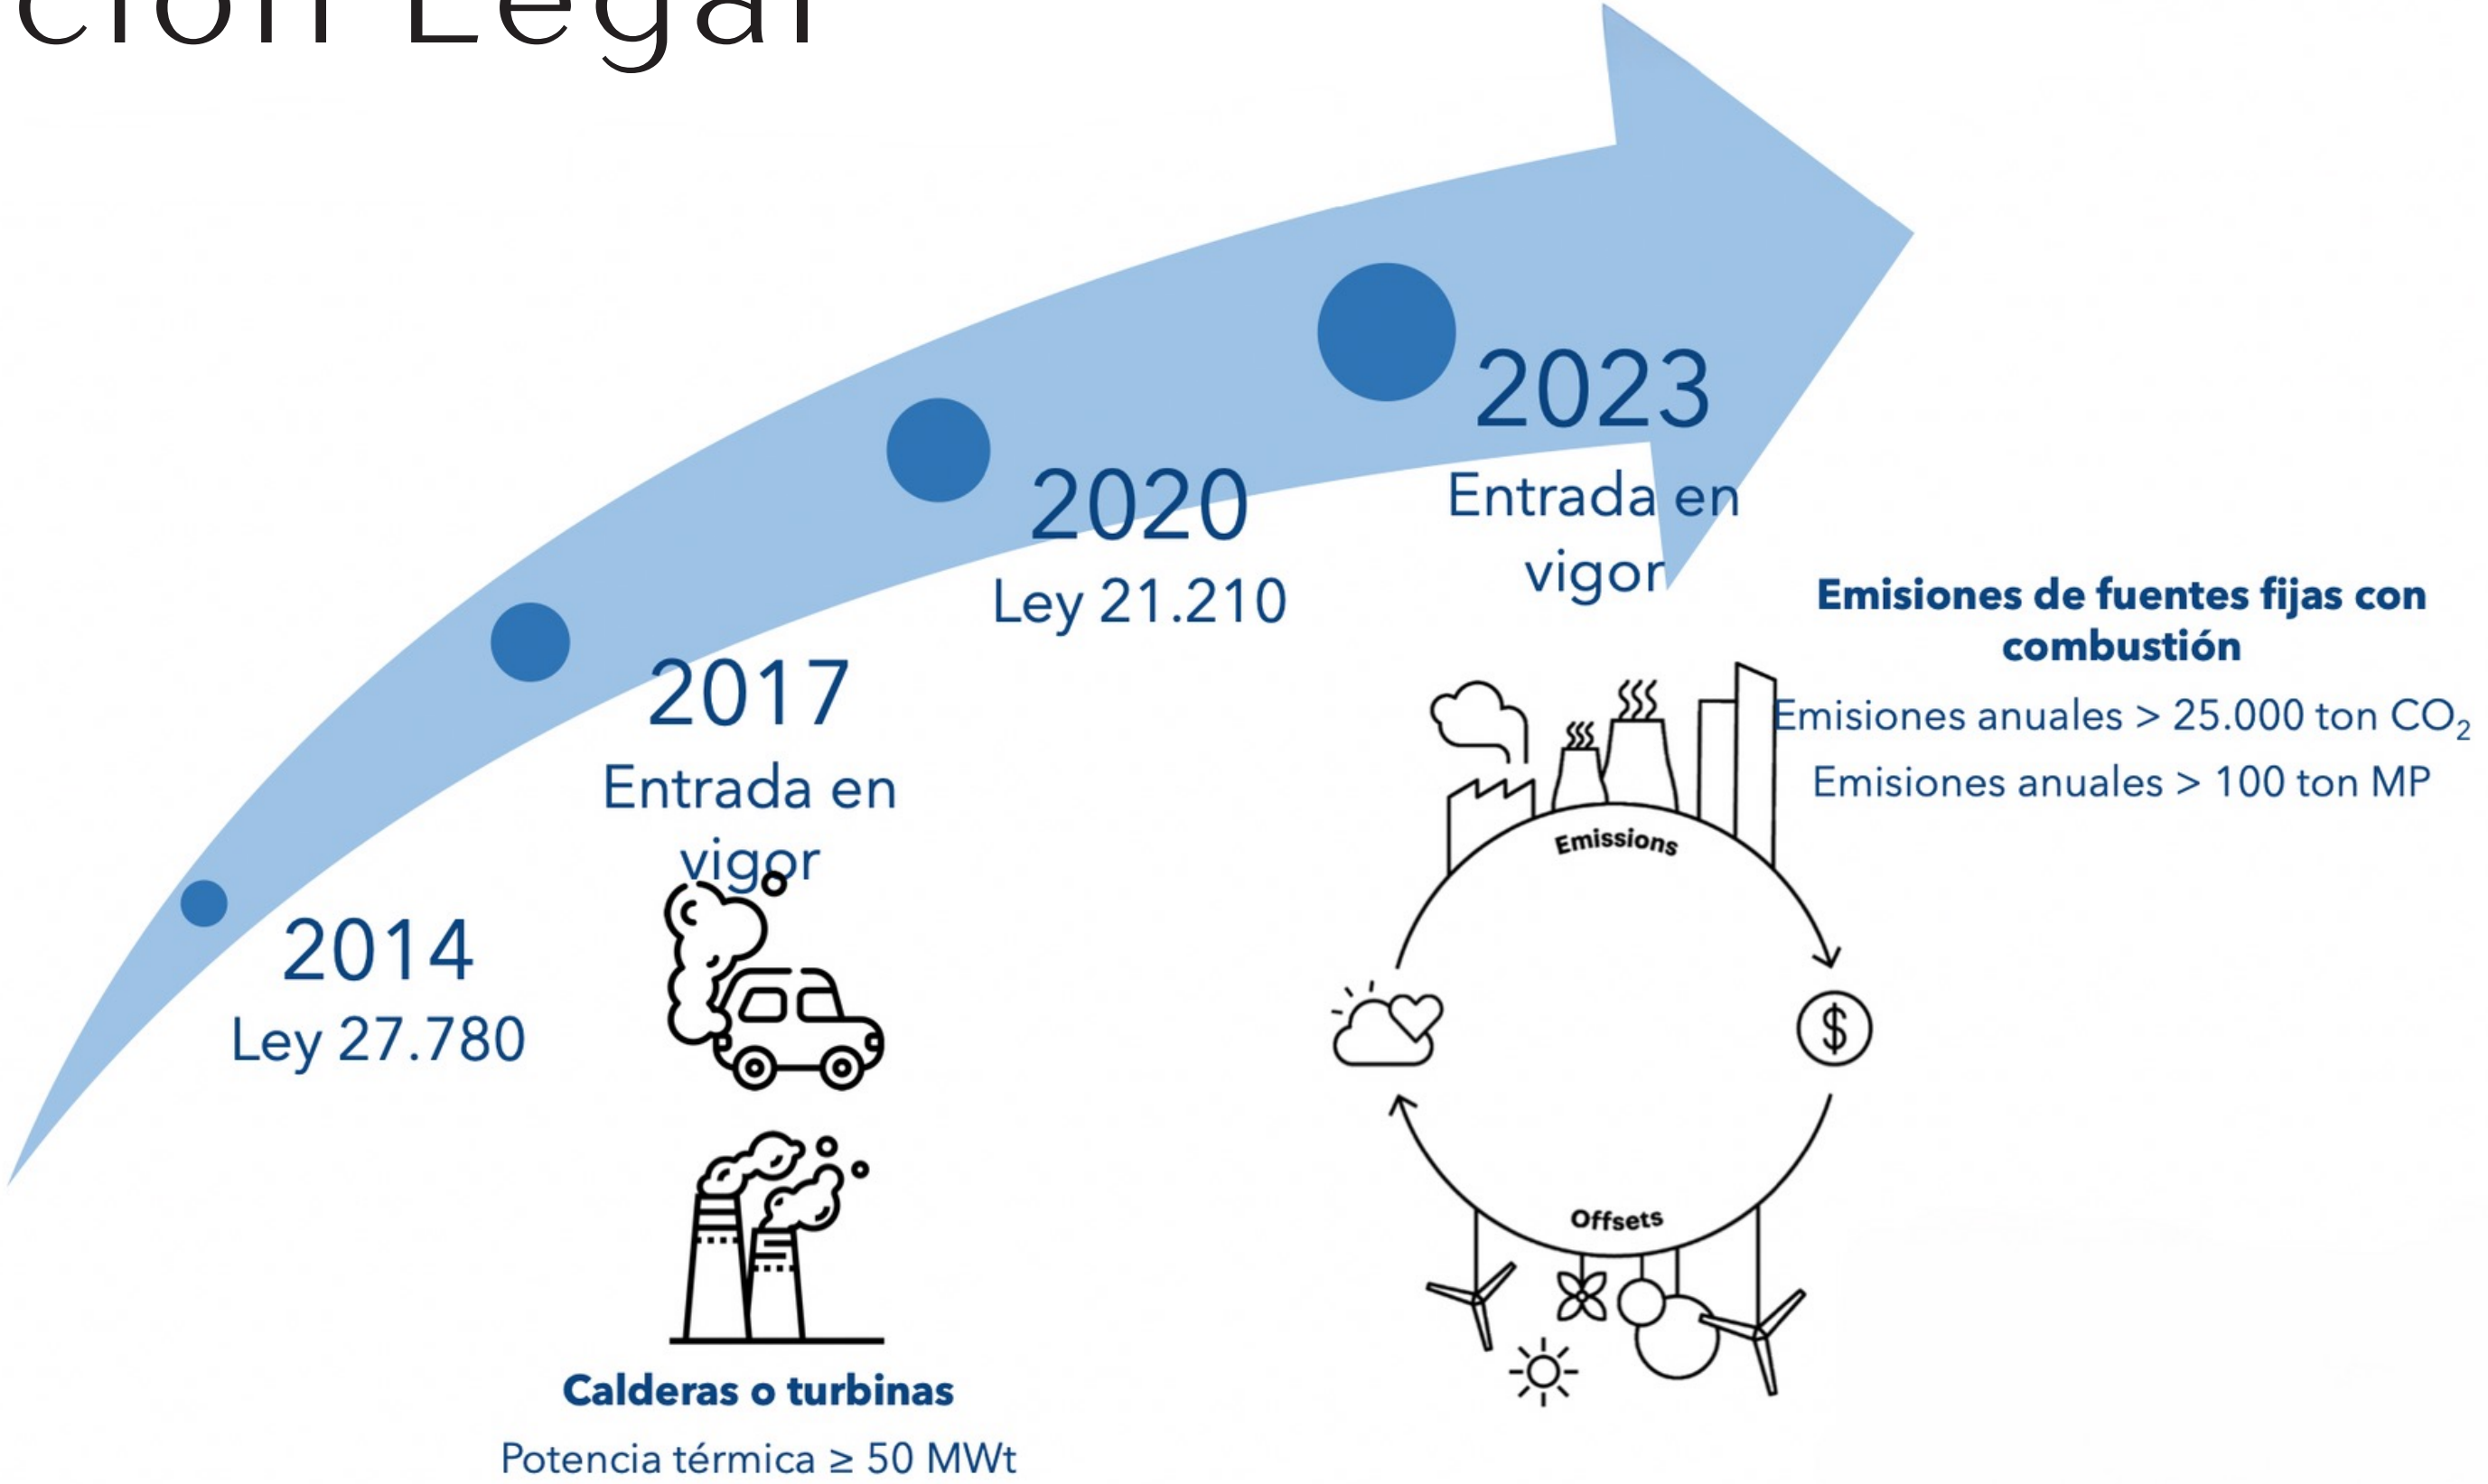 ción Legal
2014
Ley 27.780
2017
Entrada en
vigor
Calderas o turbinas
Potencia térmica ≥ 50 MWt
2020
Ley 21.210
2023
Entrada en
vigor
Emisiones de fuentes fijas con
combustión
Emisiones anuales > 25.000 ton CO₂
Emisiones anuales > 100 ton MP
Emissions
$
Offsets